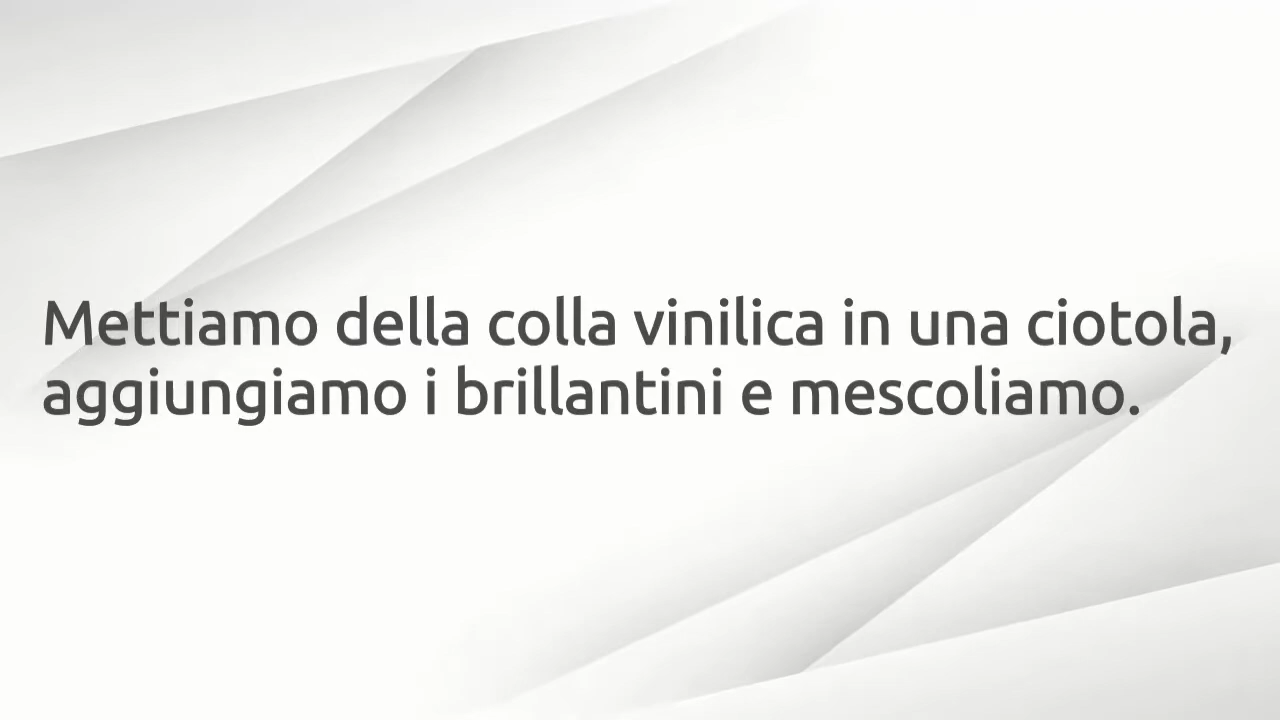 Mettiamo della colla vinilica in una ciotola,
aggiungiamo i brillantini e mescoliamo.